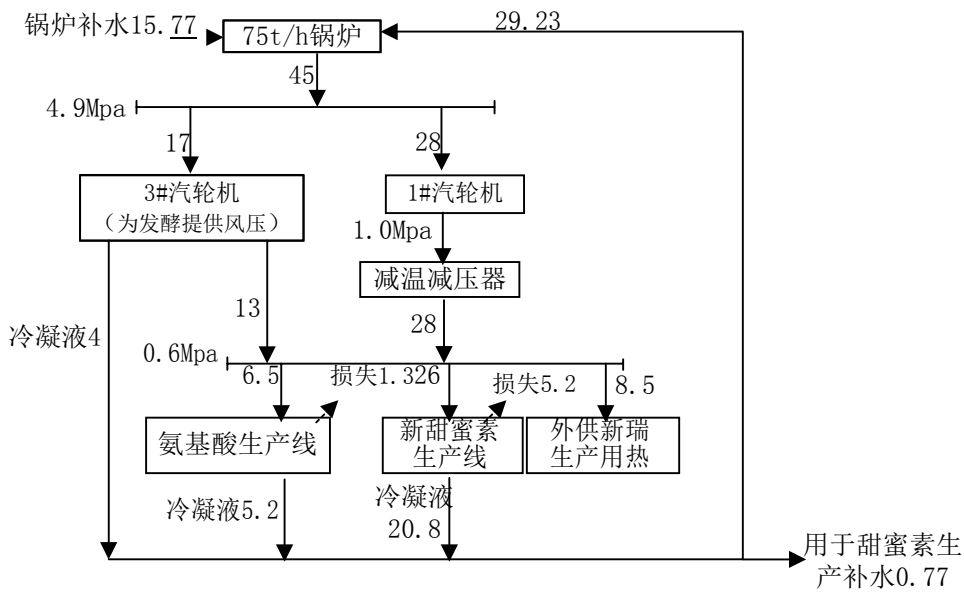 锅炉补水15.77
75t/h锅炉
29.23
45
4.9Mpa
17
28
3#汽轮机
(为发酵提供风压)
1#汽轮机
1.0Mpa
减温减压器
13
28
冷凝液4
0.6Mpa
6.5
损失1.326
损失5.2
8.5
氨基酸生产线
新甜蜜素
生产线
外供新瑞
生产用热
冷凝液5.2
冷凝液
20.8
用于甜蜜素生
产补水0.77